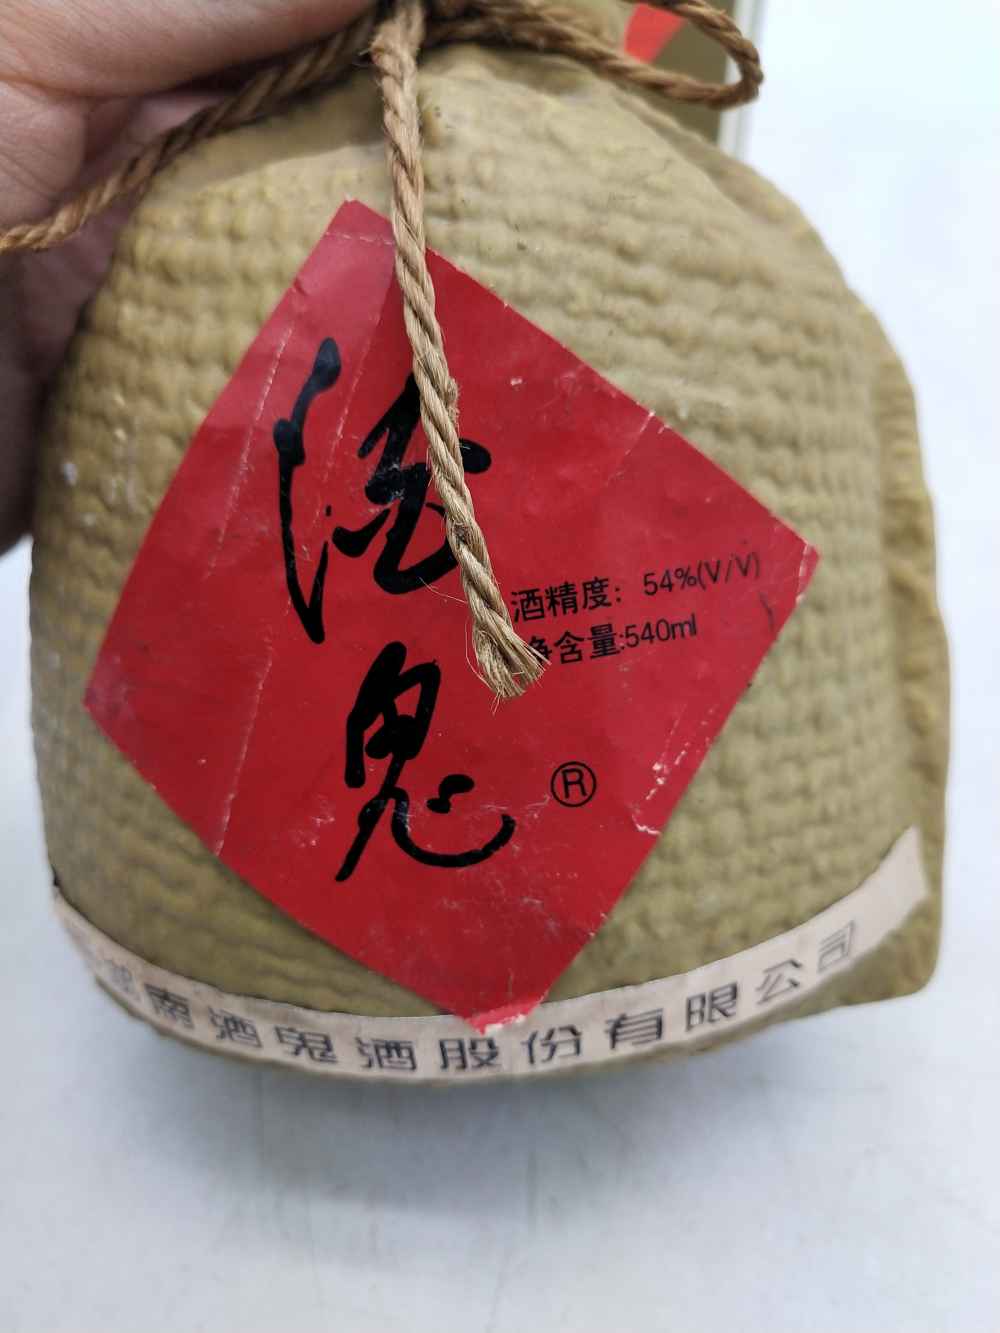 酒鬼
酒精度：54%(V/V)
净含量:540ml
®
湖南酒鬼酒股份有限公司